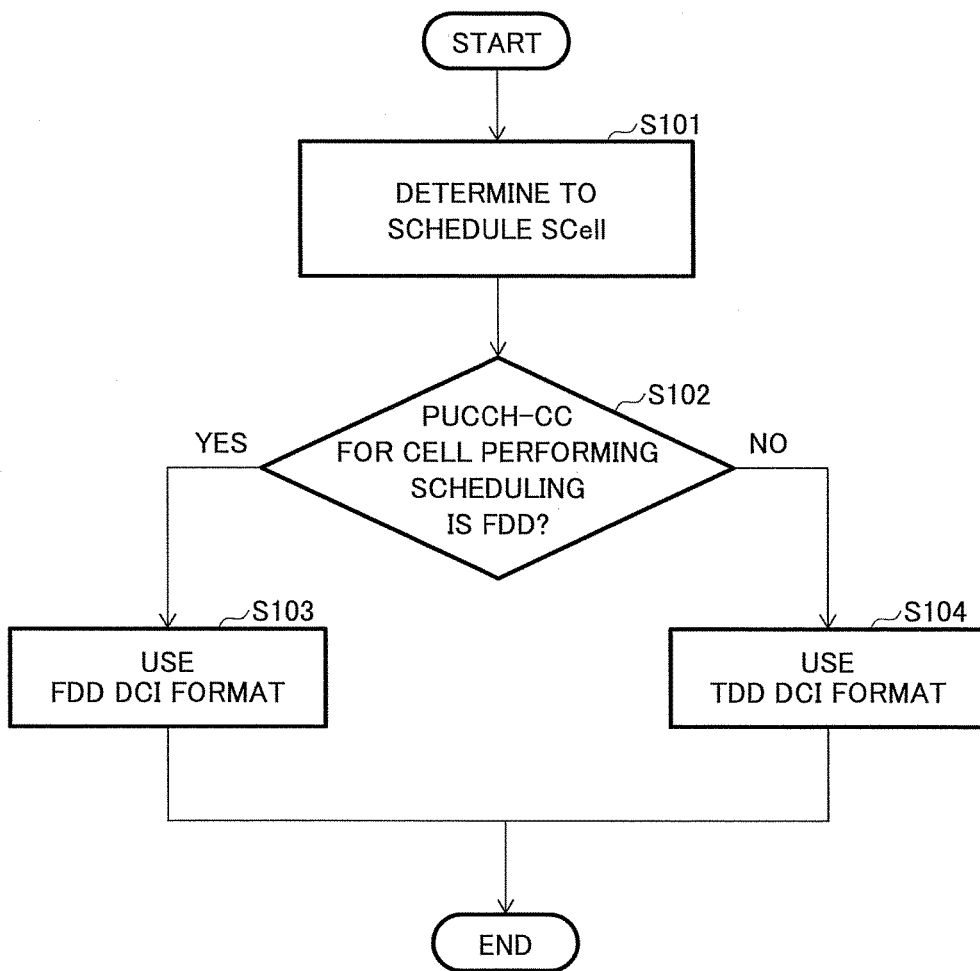 START
S101
DETERMINE TO
SCHEDULE SCell
S102
PUCCH-CC
FOR CELL PERFORMING
SCHEDULING
IS FDD?
YES
NO
S103
USE
FDD DCI FORMAT
S104
USE
TDD DCI FORMAT
END